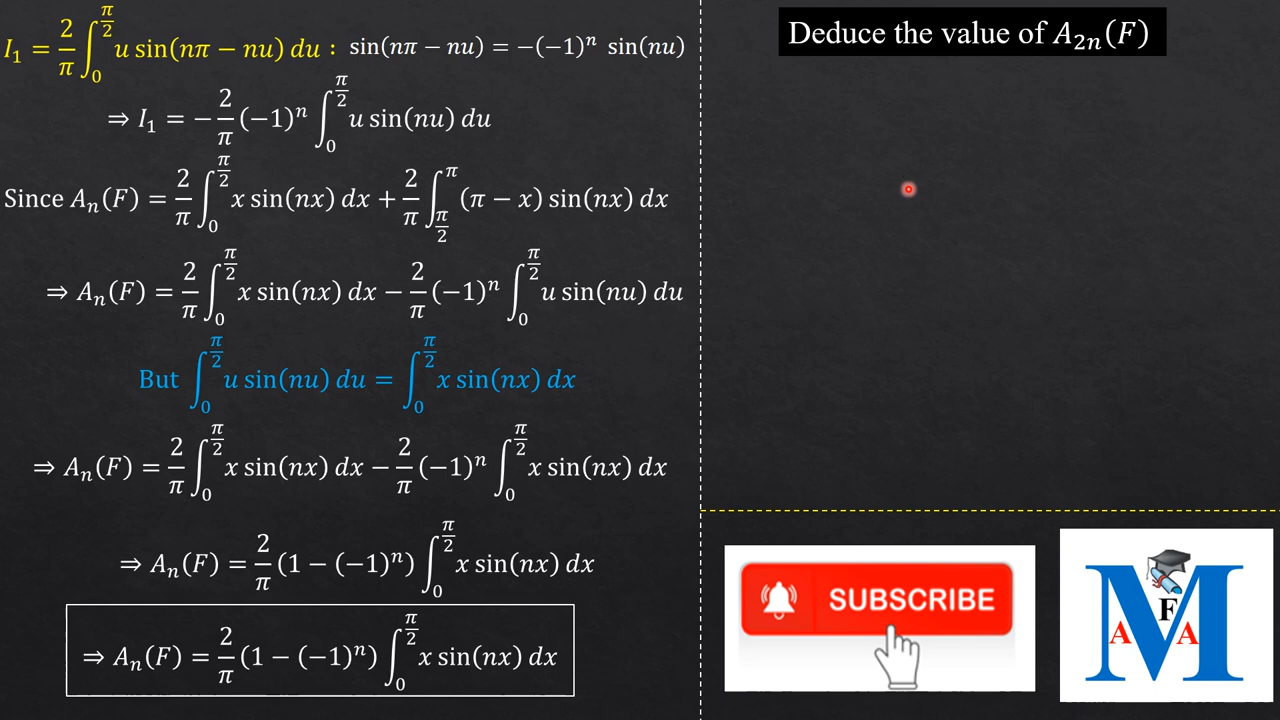 I₁ = 2/π ∫₀^(π/2) u sin(nπ − nu) du : sin(nπ − nu) = −(−1)ⁿ sin(nu)
⇒ I₁ = − 2/π (−1)ⁿ ∫₀^(π/2) u sin(nu) du
Since Aₙ(F) = 2/π ∫₀^(π/2) x sin(nx) dx + 2/π ∫_(π/2)^π (π − x) sin(nx) dx
⇒ Aₙ(F) = 2/π ∫₀^(π/2) x sin(nx) dx − 2/π (−1)ⁿ ∫₀^(π/2) u sin(nu) du
But ∫₀^(π/2) u sin(nu) du = ∫₀^(π/2) x sin(nx) dx
⇒ Aₙ(F) = 2/π ∫₀^(π/2) x sin(nx) dx − 2/π (−1)ⁿ ∫₀^(π/2) x sin(nx) dx
⇒ Aₙ(F) = 2/π (1 − (−1)ⁿ) ∫₀^(π/2) x sin(nx) dx
⇒ Aₙ(F) = 2/π (1 − (−1)ⁿ) ∫₀^(π/2) x sin(nx) dx
Deduce the value of A₂ₙ(F)
SUBSCRIBE
A M F A